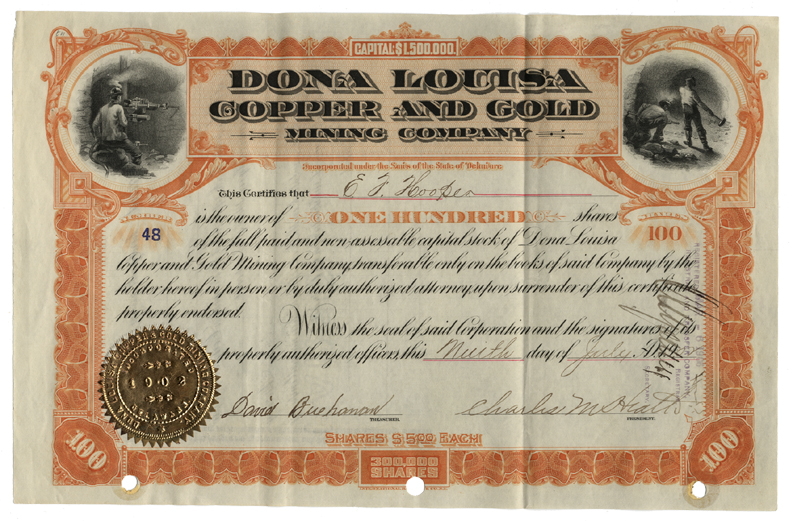 CAPITAL $1,500,000.
DONA LOUISA
COPPER AND GOLD
MINING COMPANY
Incorporated under the Laws of the State of Delaware.
This Certifies that E F Hooper
NUMBER
48
is the owner of ONE HUNDRED shares
SHARES
100
of the full paid and non-assessable capital stock of Dona Louisa
Copper and Gold Mining Company, transferable only on the books of said Company by the
holder hereof in person or by duly authorized attorney, upon surrender of this certificate
properly endorsed.
Witness the seal of said Corporation and the signatures of its
properly authorized officers, this Ninth day of July A.D.
1902
David Buchanan
TREASURER.
Charles M Heald
PRESIDENT.
SHARES $5.00 EACH
100
300,000
SHARES
100